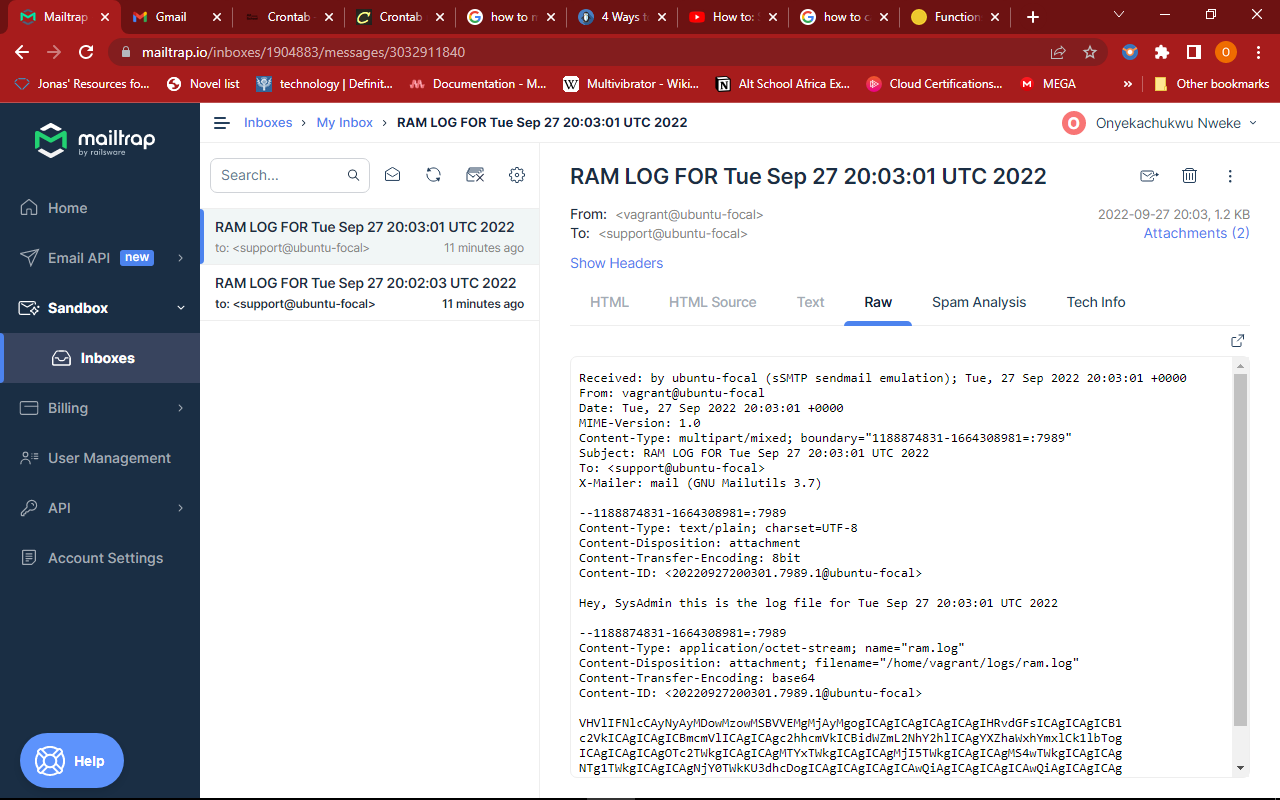 Mailtrap
Gmail
Crontab
Crontab
how to m
4 Ways to
How to:
how to c
Function
mailtrap.io/inboxes/1904883/messages/3032911840
O
Jonas' Resources fo...
Novel list
technology | Definit...
Documentation - M...
Multivibrator - Wiki...
Alt School Africa Ex...
Cloud Certifications...
MEGA
»
Other bookmarks
mailtrap
by railsware
Inboxes › My Inbox › RAM LOG FOR Tue Sep 27 20:03:01 UTC 2022
O Onyekachukwu Nweke
Home
Email API new
Sandbox
Inboxes
Billing
User Management
API
Account Settings
Help
Search...
RAM LOG FOR Tue Sep 27 20:03:01 UTC 2022
to: <support@ubuntu-focal> 11 minutes ago
RAM LOG FOR Tue Sep 27 20:02:03 UTC 2022
to: <support@ubuntu-focal> 11 minutes ago
RAM LOG FOR Tue Sep 27 20:03:01 UTC 2022
From: <vagrant@ubuntu-focal> 2022-09-27 20:03, 1.2 KB
To: <support@ubuntu-focal> Attachments (2)
Show Headers
HTML HTML Source Text Raw Spam Analysis Tech Info
Received: by ubuntu-focal (sSMTP sendmail emulation); Tue, 27 Sep 2022 20:03:01 +0000
From: vagrant@ubuntu-focal
Date: Tue, 27 Sep 2022 20:03:01 +0000
MIME-Version: 1.0
Content-Type: multipart/mixed; boundary="1188874831-1664308981=:7989"
Subject: RAM LOG FOR Tue Sep 27 20:03:01 UTC 2022
To: <support@ubuntu-focal>
X-Mailer: mail (GNU Mailutils 3.7)
--1188874831-1664308981=:7989
Content-Type: text/plain; charset=UTF-8
Content-Disposition: attachment
Content-Transfer-Encoding: 8bit
Content-ID: <20220927200301.7989.1@ubuntu-focal>
Hey, SysAdmin this is the log file for Tue Sep 27 20:03:01 UTC 2022
--1188874831-1664308981=:7989
Content-Type: application/octet-stream; name="ram.log"
Content-Disposition: attachment; filename="/home/vagrant/logs/ram.log"
Content-Transfer-Encoding: base64
Content-ID: <20220927200301.7989.1@ubuntu-focal>
VHVlIFNlcCAyNyAyMDowMzowMSBVVEMgMjAyMgogICAgICAgICAgICAgIHRvdGFsICAgICAgICB1
c2VkICAgICAgICBmcmVlICAgICAgc2hhcmVkICBidWZmL2NhY2hlICAgYXZhaWxhYmxlCk1lbTog
ICAgICAgICAgOTc2TWkgICAgICAgMTYxTWkgICAgICAgMjI5TWkgICAgICAgMS4wTWkgICAgICAg
NTg1TWkgICAgICAgNjY0TWkKU3dhcDogICAgICAgICAgICAwQiAgICAgICAgICAwQiAgICAgICAg